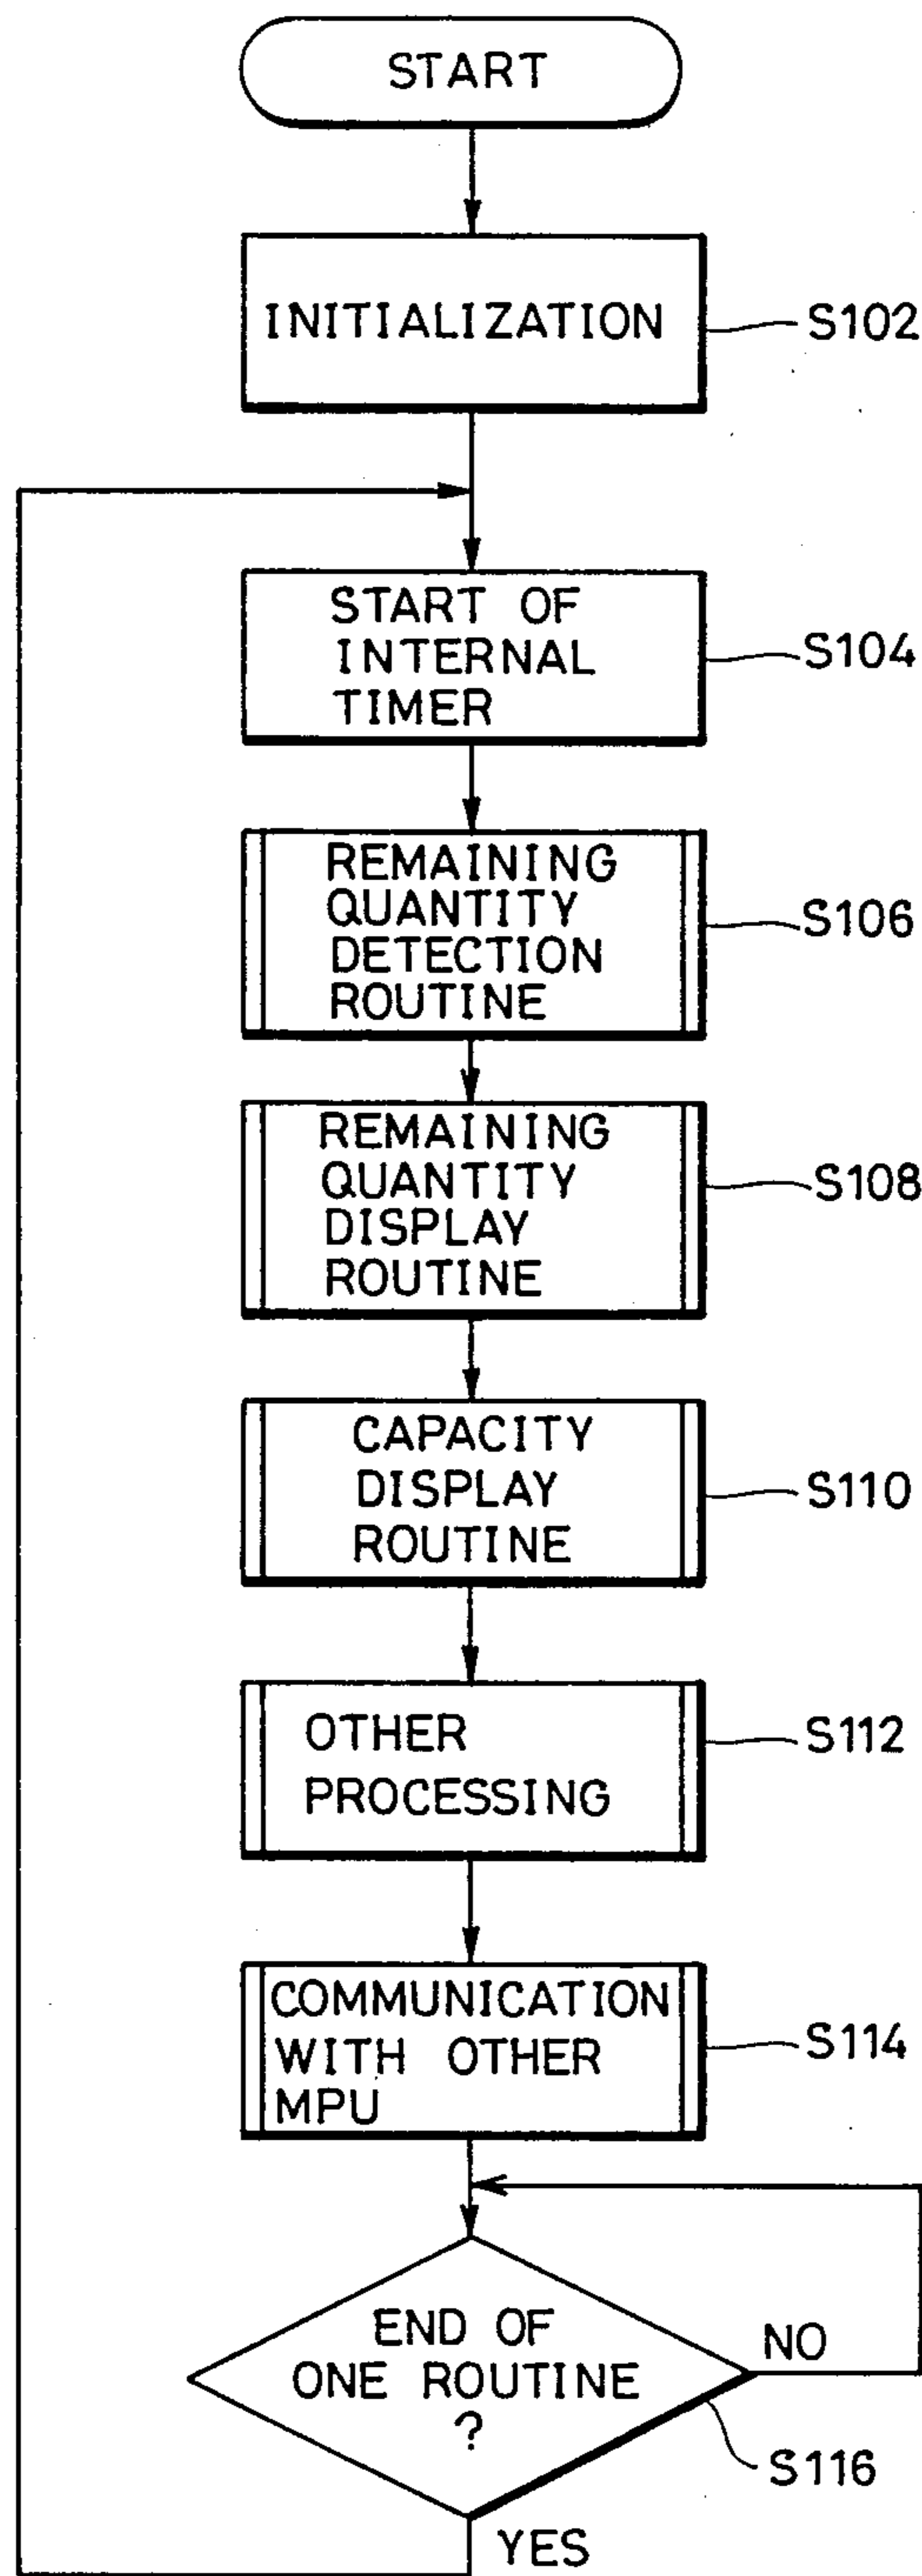 START
INITIALIZATION
S102
START OF
INTERNAL
TIMER
S104
REMAINING
QUANTITY
DETECTION
ROUTINE
S106
REMAINING
QUANTITY
DISPLAY
ROUTINE
S108
CAPACITY
DISPLAY
ROUTINE
S110
OTHER
PROCESSING
S112
COMMUNICATION
WITH OTHER
MPU
S114
END OF
ONE ROUTINE
?
NO
S116
YES